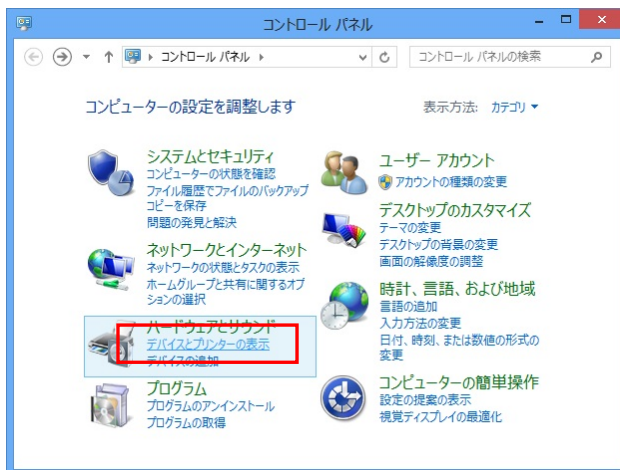 コントロール パネル
コントロール パネル
コントロール パネルの検索
コンピューターの設定を調整します
表示方法: カテゴリ
システムとセキュリティ
コンピューターの状態を確認
ファイル履歴でファイルのバックアップ
コピーを保存
問題の発見と解決
ネットワークとインターネット
ネットワークの状態とタスクの表示
ホームグループと共有に関するオプ
ションの選択
ハードウェアとサウンド
デバイスとプリンターの表示
デバイスの追加
プログラム
プログラムのアンインストール
プログラムの取得
ユーザー アカウント
アカウントの種類の変更
デスクトップのカスタマイズ
テーマの変更
デスクトップの背景の変更
画面の解像度の調整
時計、言語、および地域
言語の追加
入力方法の変更
日付、時刻、または数値の形式の
変更
コンピューターの簡単操作
設定の提案の表示
視覚ディスプレイの最適化